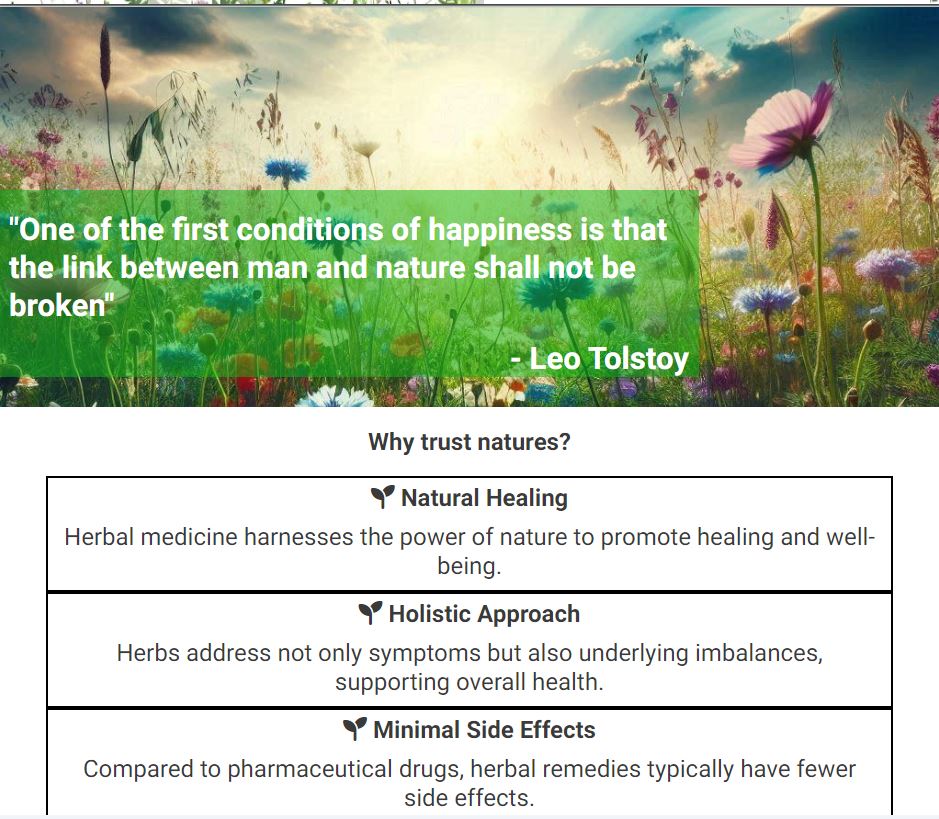 "One of the first conditions of happiness is that
the link between man and nature shall not be
broken"
- Leo Tolstoy
Why trust natures?
Natural Healing
Herbal medicine harnesses the power of nature to promote healing and well-
being.
Holistic Approach
Herbs address not only symptoms but also underlying imbalances,
supporting overall health.
Minimal Side Effects
Compared to pharmaceutical drugs, herbal remedies typically have fewer
side effects.